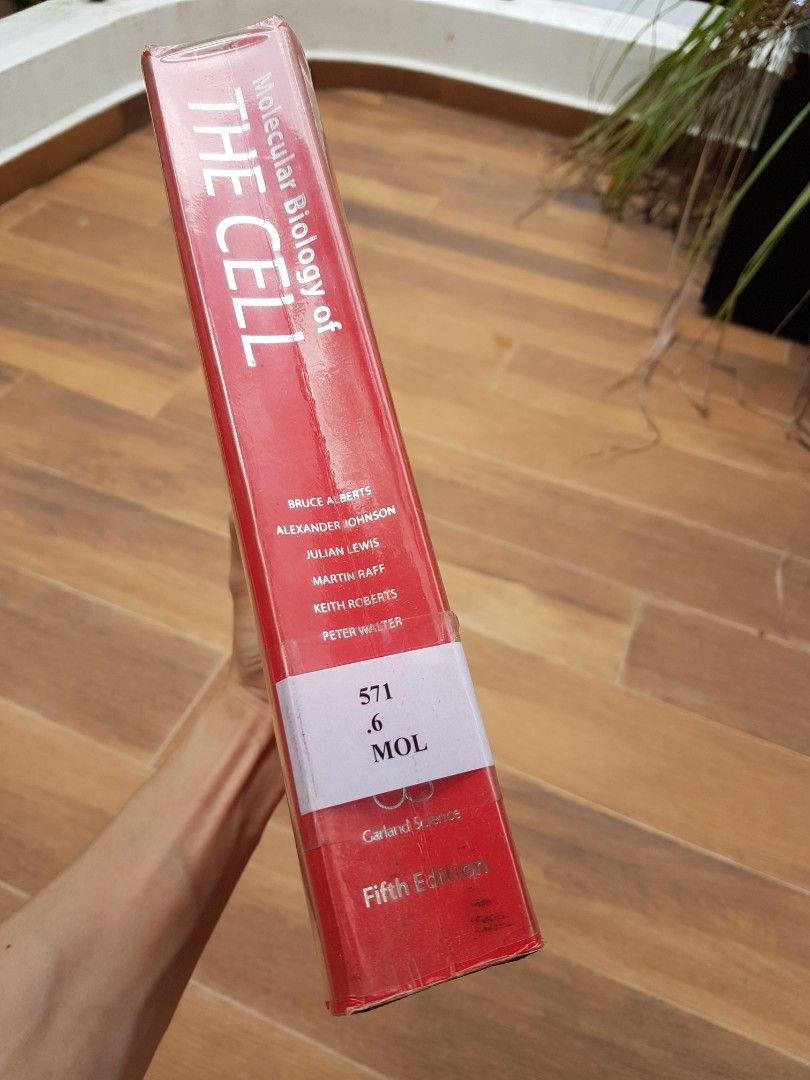 Molecular Biology of
THE CELL
BRUCE ALBERTS
ALEXANDER JOHNSON
JULIAN LEWIS
MARTIN RAFF
KEITH ROBERTS
PETER WALTER
571
.6
MOL
Garland Science
Fifth Edition